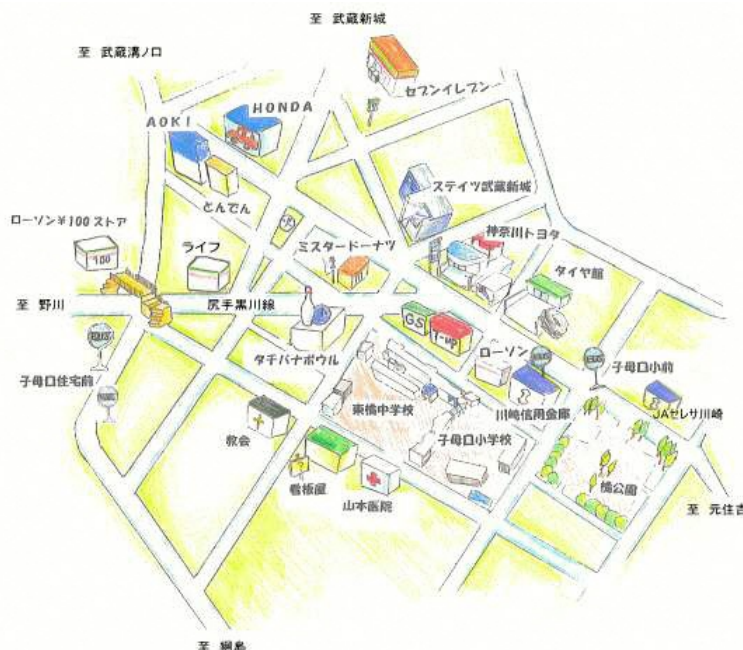 至 武蔵新城
至 武蔵溝ノ口
セブンイレブン
HONDA
AOKI
とんでん
ステイツ武蔵新城
神奈川トヨタ
ローソン¥100ストア
100
ライフ
ミスタードーナツ
タイヤ館
至 野川
尻手黒川線
GS
T-up
タチバナボウル
ローソン
BUS
子母口小前
BUS
子母口住宅前
東橘中学校
川崎信用金庫
JAセレサ川崎
教会
子母口小学校
看板屋
山本医院
橘公園
至 元住吉
至 綱島